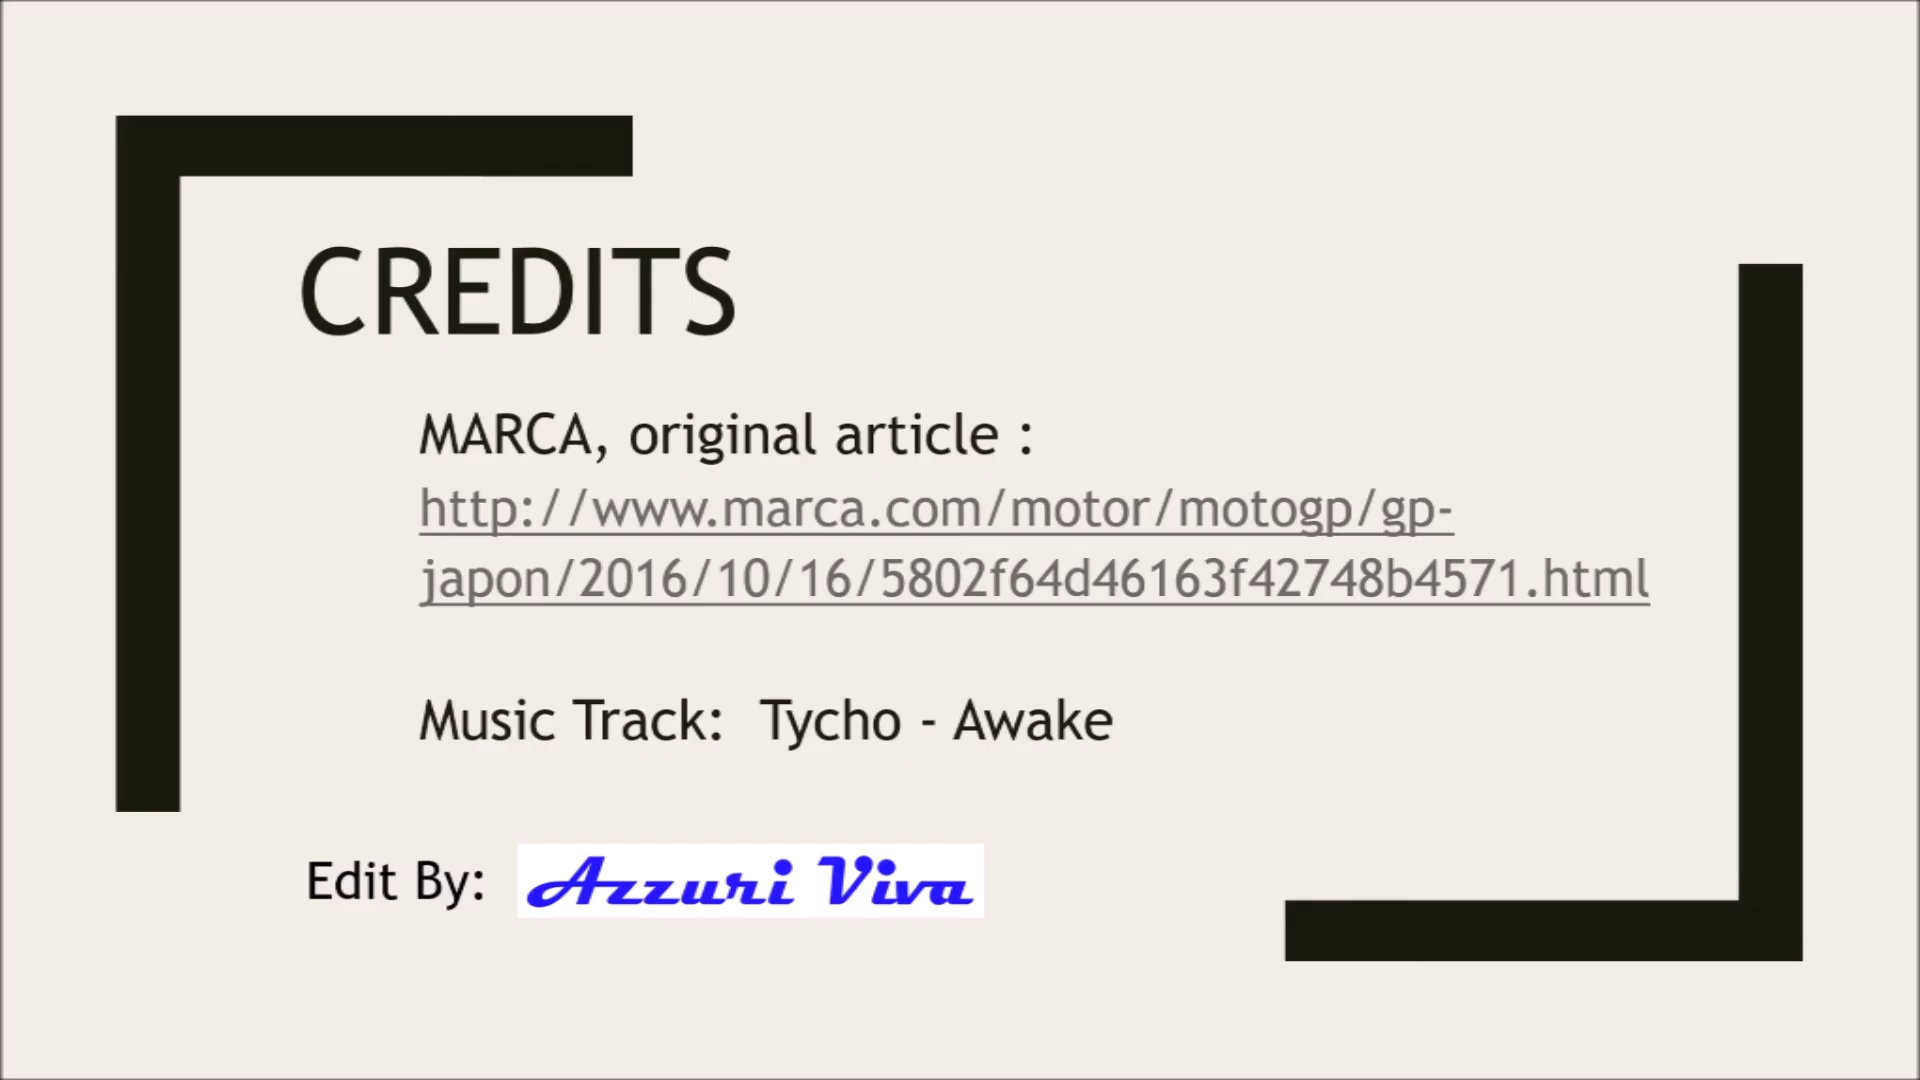 CREDITS
MARCA, original article :
http://www.marca.com/motor/motogp/gp-
japon/2016/10/16/5802f64d46163f42748b4571.html
Music Track:  Tycho - Awake
Edit By: Azzuri Viva